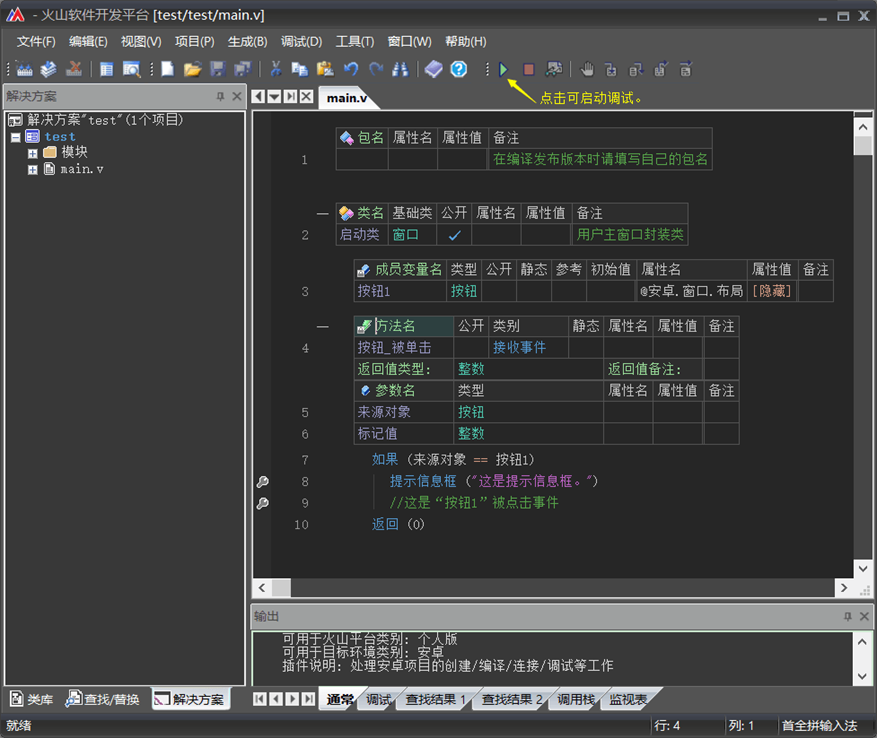 - 火山软件开发平台 [test/test/main.v]
文件(F) 编辑(E) 视图(V) 项目(P) 生成(B) 调试(D) 工具(T) 窗口(W) 帮助(H)
点击可启动调试。
解决方案
解决方案"test"(1个项目)
test
模块
main.v
main.v
包名 属性名 属性值 备注
1 在编译发布版本时请填写自己的包名
类名 基础类 公开 属性名 属性值 备注
2 启动类 窗口 用户主窗口封装类
成员变量名 类型 公开 静态 参考 初始值 属性名 属性值 备注
3 按钮1 按钮 @安卓.窗口.布局 [隐藏]
方法名 公开 类别 静态 属性名 属性值 备注
4 按钮_被单击 接收事件
返回值类型: 整数 返回值备注:
参数名 类型 属性名 属性值 备注
5 来源对象 按钮
6 标记值 整数
7 如果 (来源对象 == 按钮1)
8 提示信息框 ("这是提示信息框。")
9 //这是“按钮1”被点击事件
10 返回 (0)
输出
可用于火山平台类别: 个人版
可用于目标环境类别: 安卓
插件说明: 处理安卓项目的创建/编译/连接/调试等工作
类库 查找/替换 解决方案
通常 调试 查找结果 1 查找结果 2 调用栈 监视表
就绪 行: 4 列: 1 首全拼输入法